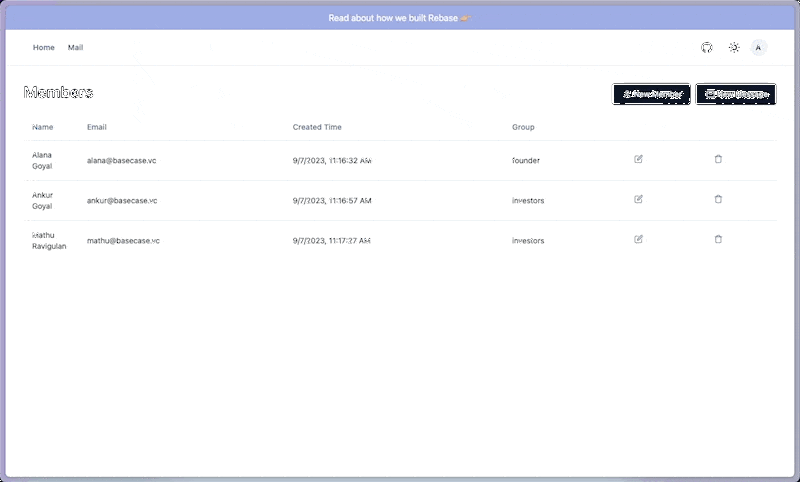 Read about how we built Rebase
Home Mail A
Members
Name Email Created Time Group
Alana
Goyal
alana@basecase.vc 9/7/2023, 11:16:32 AM founder
Ankur
Goyal
ankur@basecase.vc 9/7/2023, 11:16:57 AM investors
Mathu
Ravigulan
mathu@basecase.vc 9/7/2023, 11:17:27 AM investors